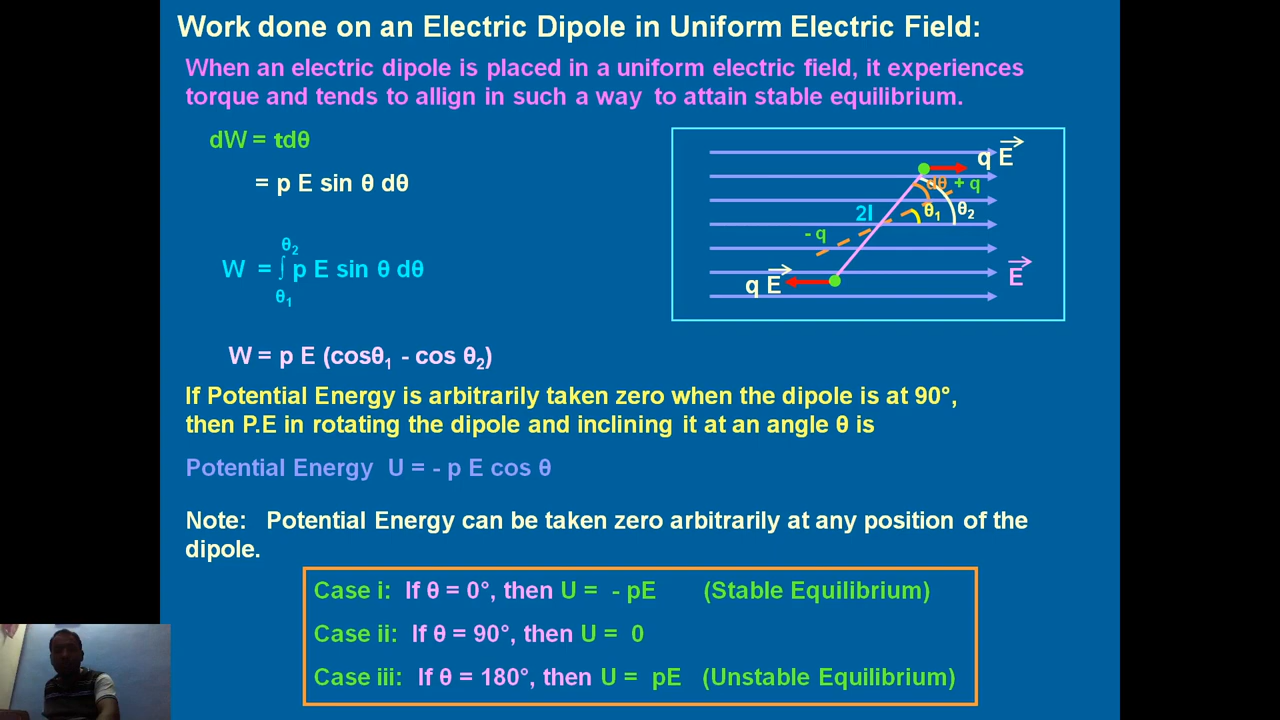 Work done on an Electric Dipole in Uniform Electric Field:
When an electric dipole is placed in a uniform electric field, it experiences
torque and tends to allign in such a way to attain stable equilibrium.
dW = tdθ
= p E sin θ dθ
θ2
W = ∫ p E sin θ dθ
θ1
W = p E (cosθ1 - cos θ2)
q E
dθ + q
2l
θ1
θ2
- q
E
q E
If Potential Energy is arbitrarily taken zero when the dipole is at 90°,
then P.E in rotating the dipole and inclining it at an angle θ is
Potential Energy U = - p E cos θ
Note: Potential Energy can be taken zero arbitrarily at any position of the
dipole.
Case i: If θ = 0°, then U = - pE (Stable Equilibrium)
Case ii: If θ = 90°, then U = 0
Case iii: If θ = 180°, then U = pE (Unstable Equilibrium)